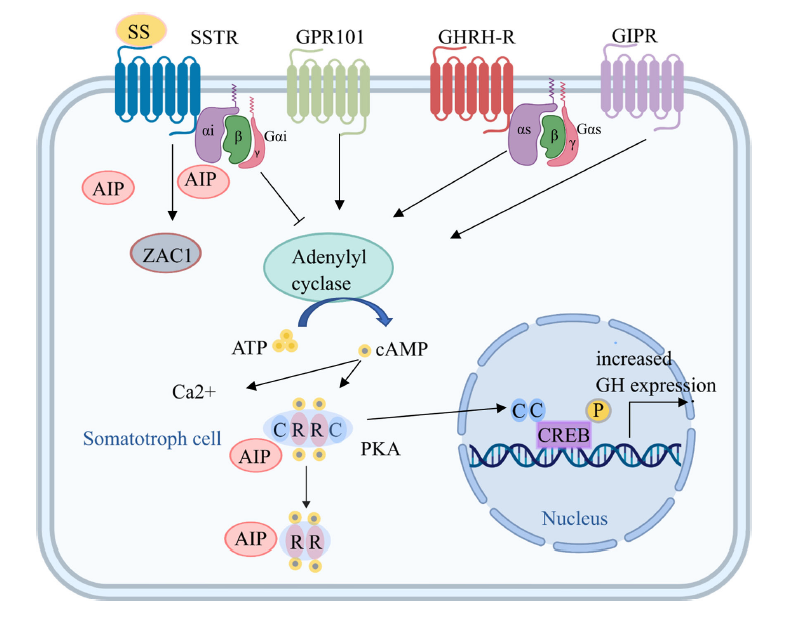 SS
SSTR
GPR101
GHRH-R
GIPR
αi
β
γ
Gαi
αs
β
γ
Gαs
AIP
AIP
ZAC1
Adenylyl
cyclase
ATP
cAMP
Ca2+
increased
GH expression
C C
P
CREB
C R R C
Somatotroph cell
AIP
PKA
Nucleus
AIP
R R